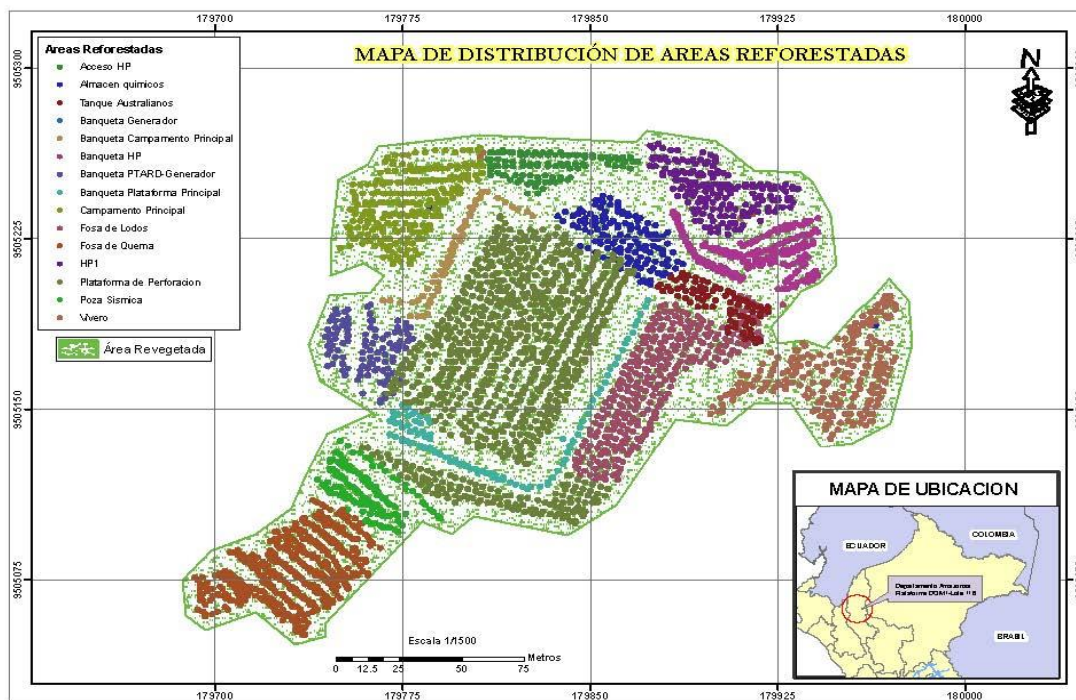 179700 179775 179850 179925 180000
MAPA DE DISTRIBUCIÓN DE AREAS REFORESTADAS
N
Areas Reforestadas
Acceso HP
Almacen quimicos
Tanque Australianos
Banqueta Generador
Banqueta Campamento Principal
Banqueta HP
Banqueta PTARD-Generador
Banqueta Plataforma Principal
Campamento Principal
Fosa de Lodos
Fosa de Quema
HP1
Plataforma de Perforacion
Poza Sismica
Vivero
Área Revegetada
9505300
9505225
9505150
9505075
Escala 1/1500
Metros
0 12.5 25 50 75
MAPA DE UBICACION
ECUADOR
COLOMBIA
Departamento Amazonas
BRASIL
179700 179775 179850 179925 180000